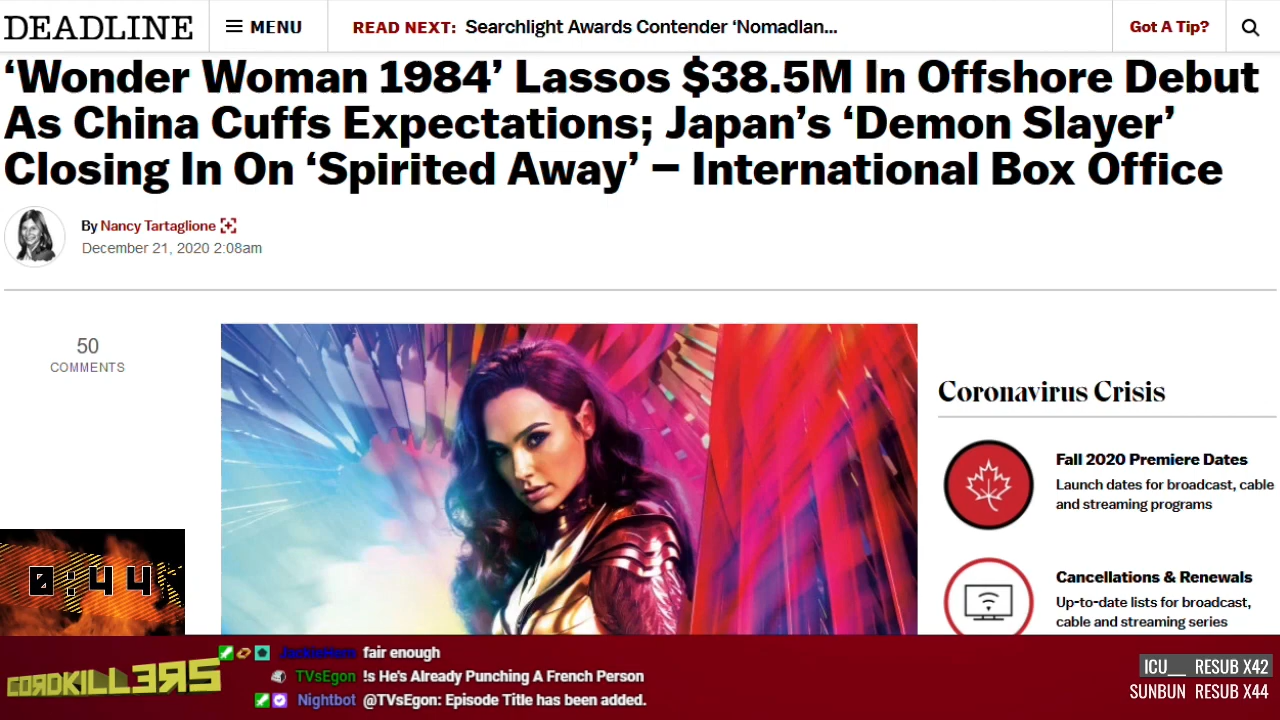 DEADLINE
MENU
READ NEXT: Searchlight Awards Contender ‘Nomadlan...
Got A Tip?
‘Wonder Woman 1984’ Lassos $38.5M In Offshore Debut
As China Cuffs Expectations; Japan’s ‘Demon Slayer’
Closing In On ‘Spirited Away’ – International Box Office
By Nancy Tartaglione
December 21, 2020 2:08am
50
COMMENTS
Coronavirus Crisis
Fall 2020 Premiere Dates
Launch dates for broadcast, cable
and streaming programs
Cancellations & Renewals
Up-to-date lists for broadcast,
cable and streaming series
0:44
CORDKILL3RS
fair enough
TVsEgon !s He's Already Punching A French Person
Nightbot @TVsEgon: Episode Title has been added.
ICU__ RESUB X42
SUNBUN RESUB X44